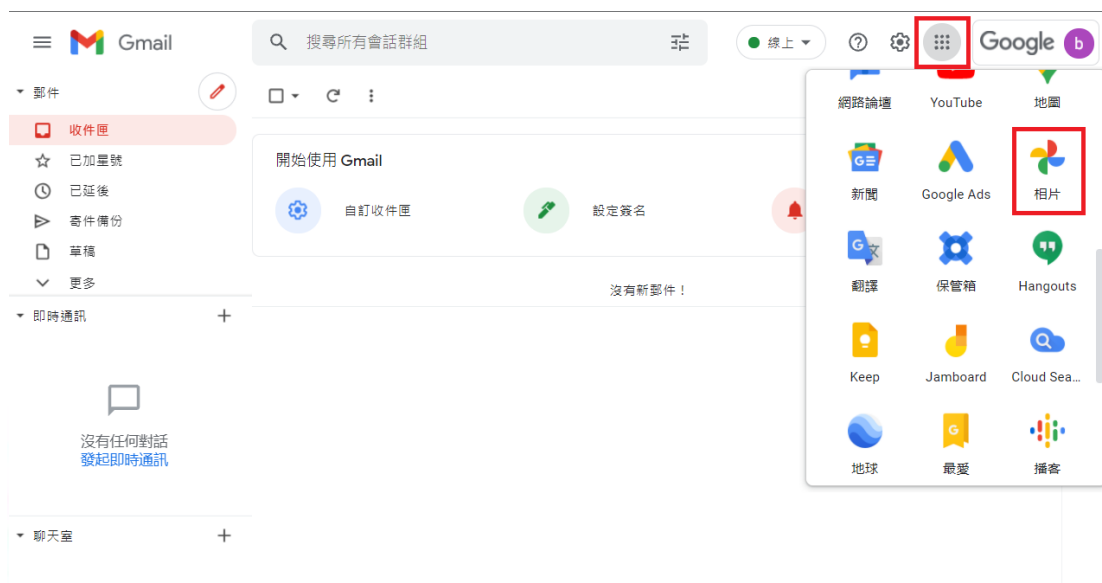 Gmail
搜尋所有會話群組
線上
Google b
郵件
收件匣
已加星號
已延後
寄件備份
草稿
更多
即時通訊
沒有任何對話
發起即時通訊
聊天室
開始使用 Gmail
自訂收件匣
設定簽名
沒有新郵件！
網路論壇
YouTube
地圖
新聞
Google Ads
相片
翻譯
保管箱
Hangouts
Keep
Jamboard
Cloud Sea...
地球
最愛
播客